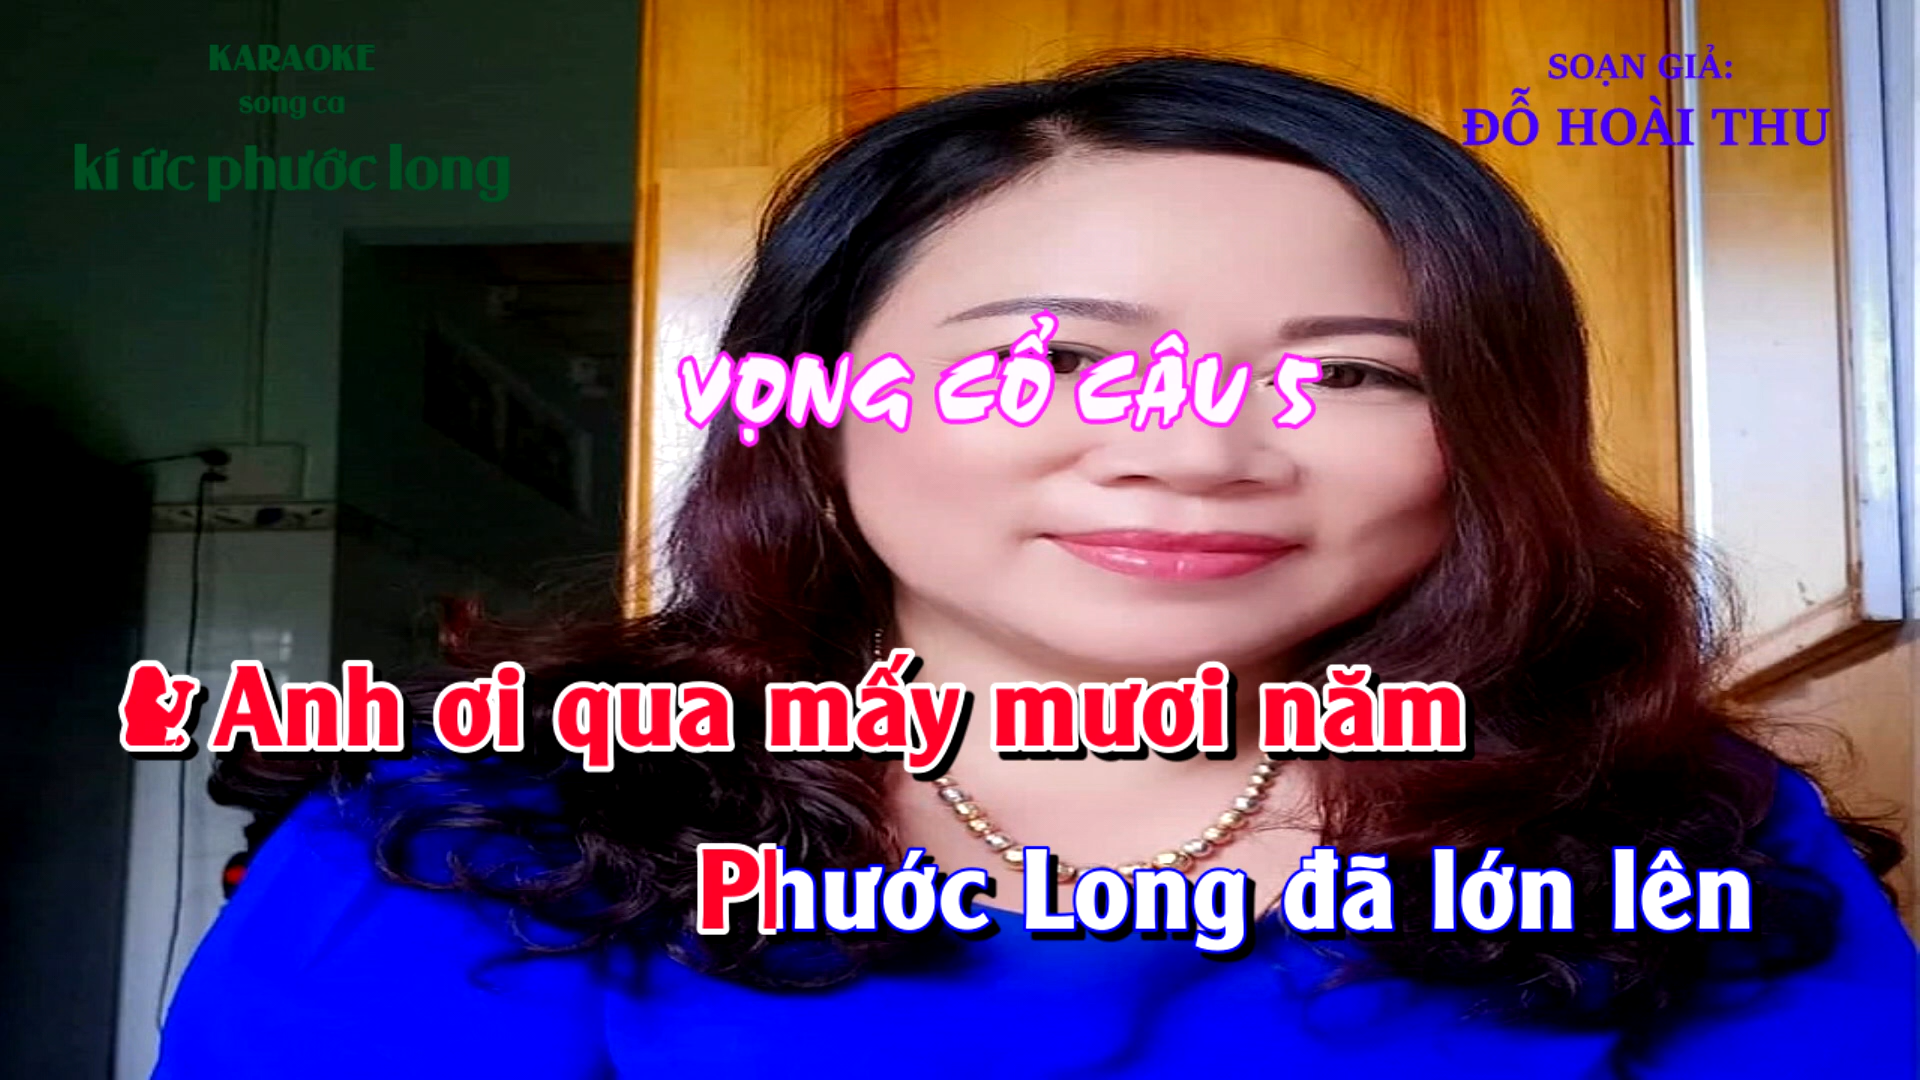 KARAOKE
song ca
kí ức phước long
SOẠN GIẢ:
ĐỖ HOÀI THU
VỌNG CỔ CÂU 5
Anh ơi qua mấy mươi năm
Phước Long đã lớn lên